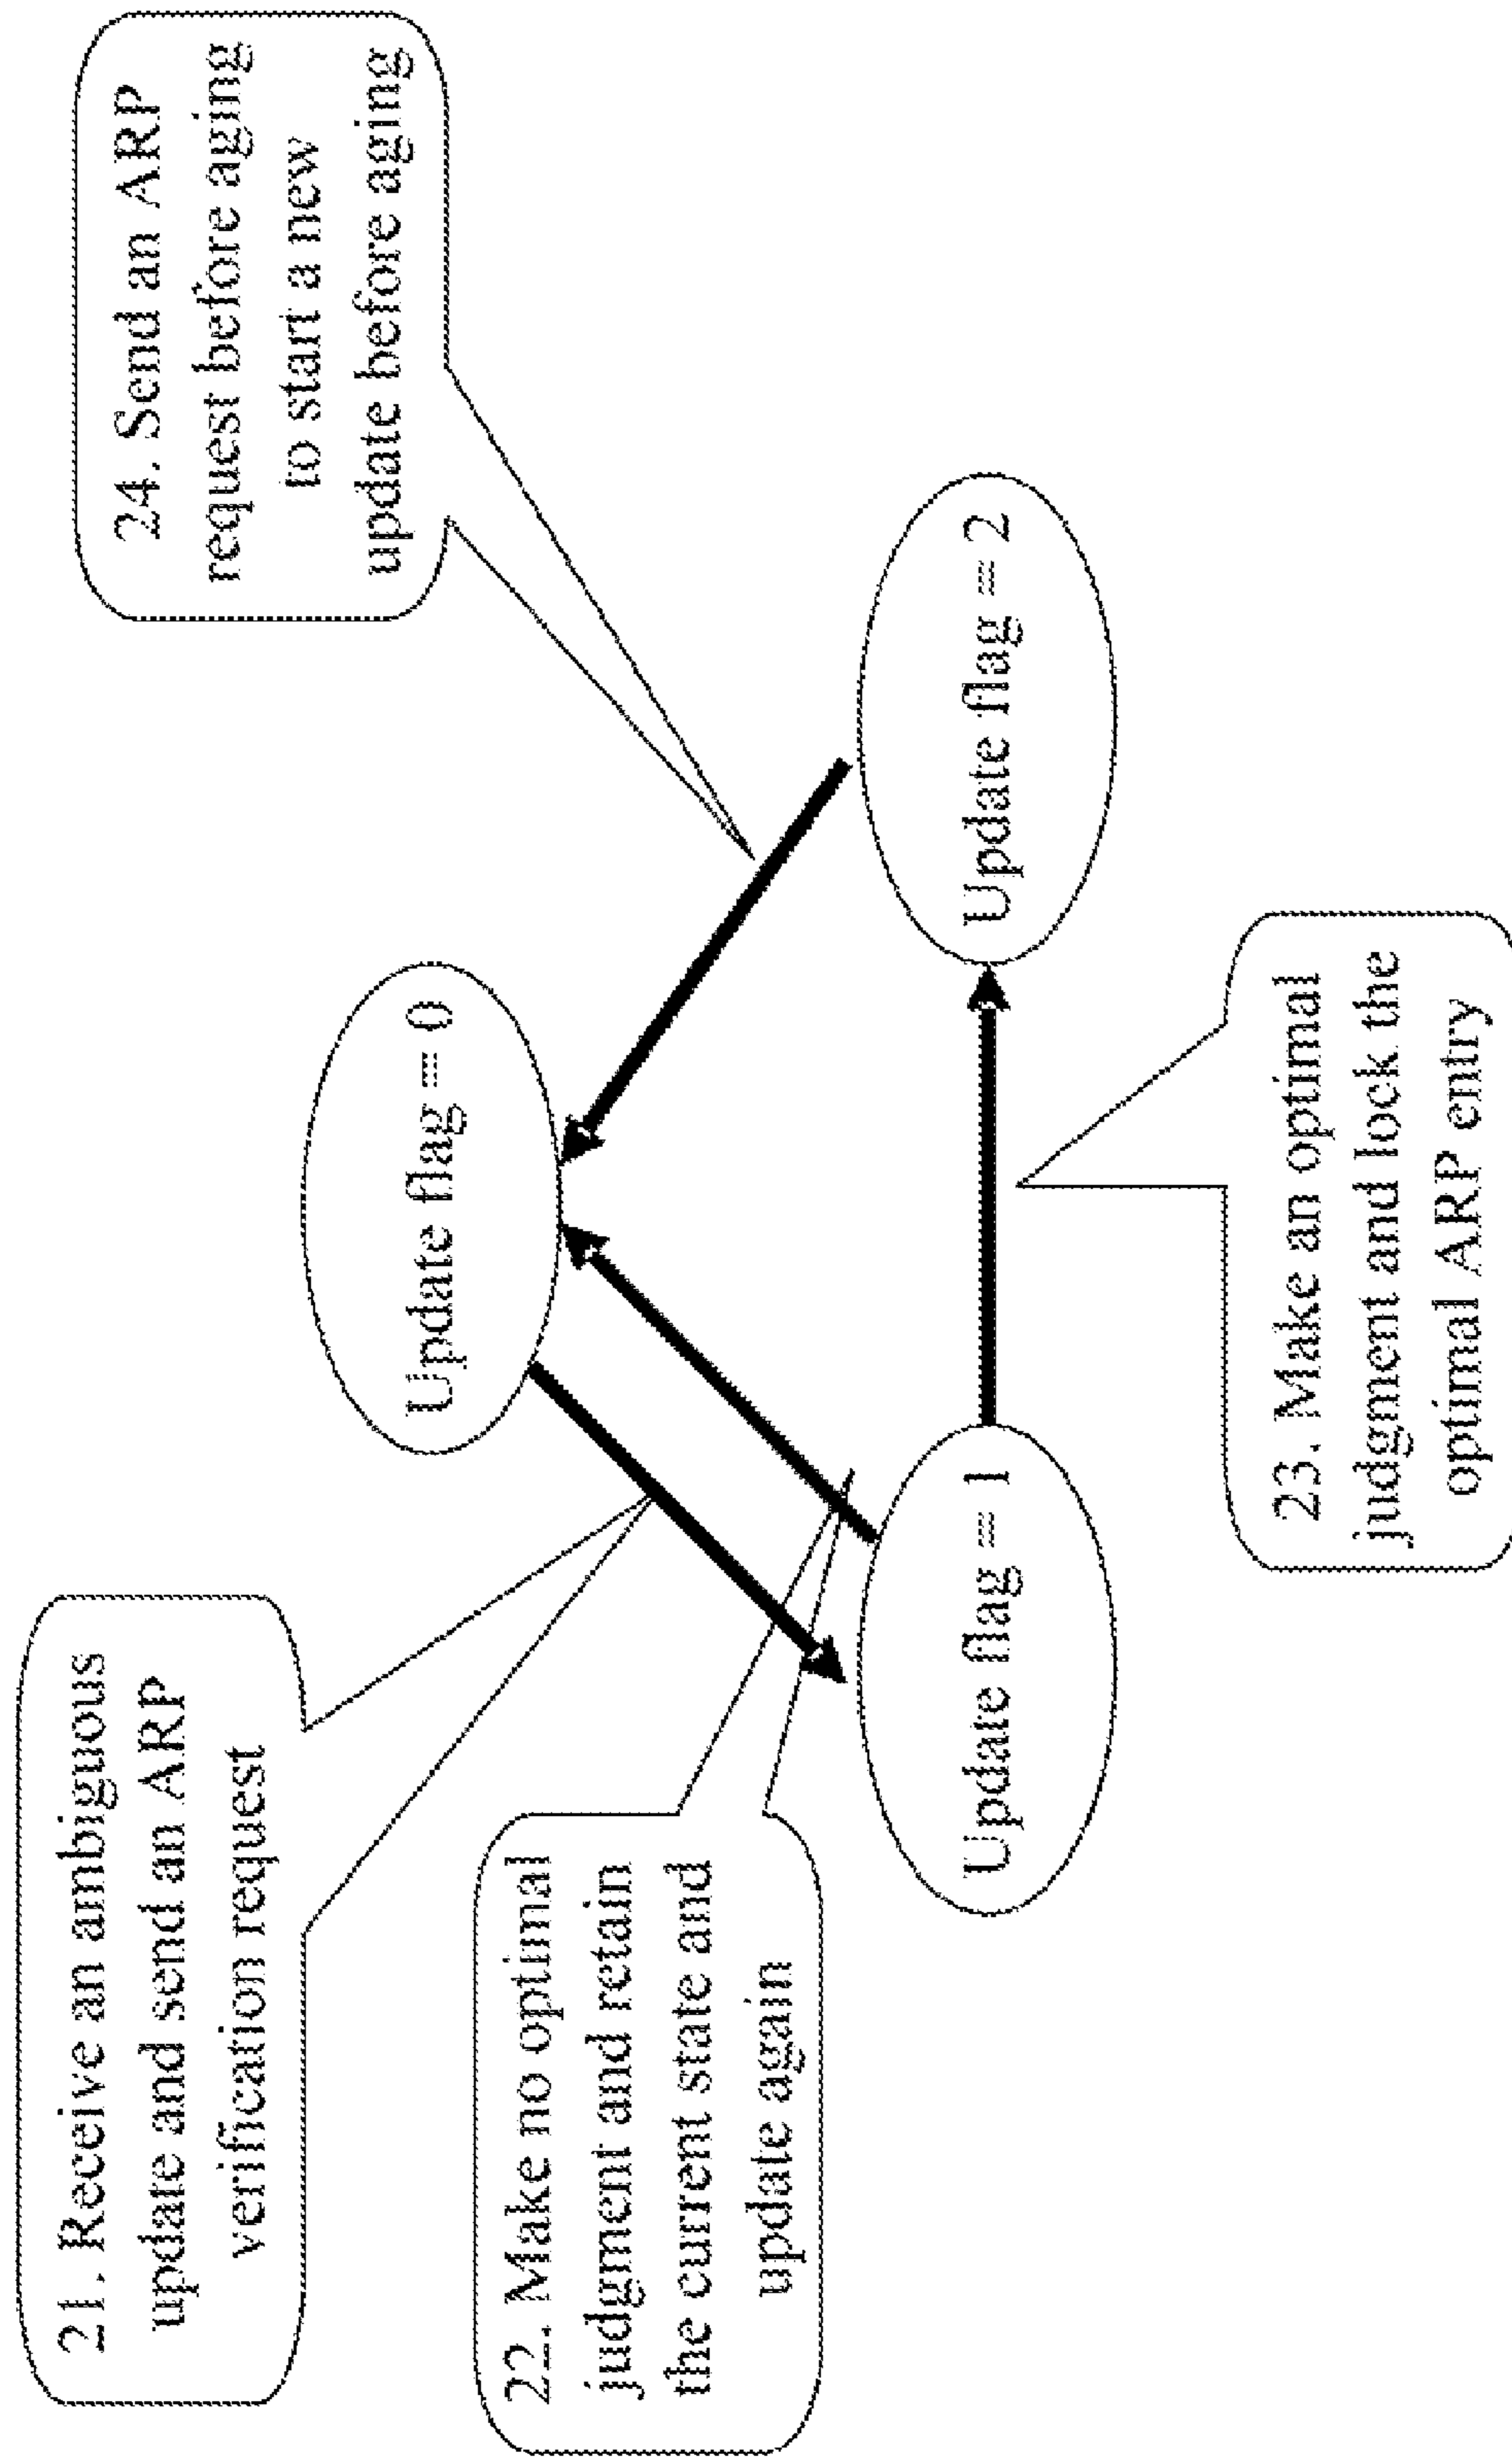 21. Receive an ambiguous
update and send an ARP
verification request
22. Make no optimal
judgment and retain
the current state and
update again
Update flag = 0
24. Send an ARP
request before aging
to start a new
update before aging
Update flag = 1
Update flag = 2
23. Make an optimal
judgment and lock the
optimal ARP entry